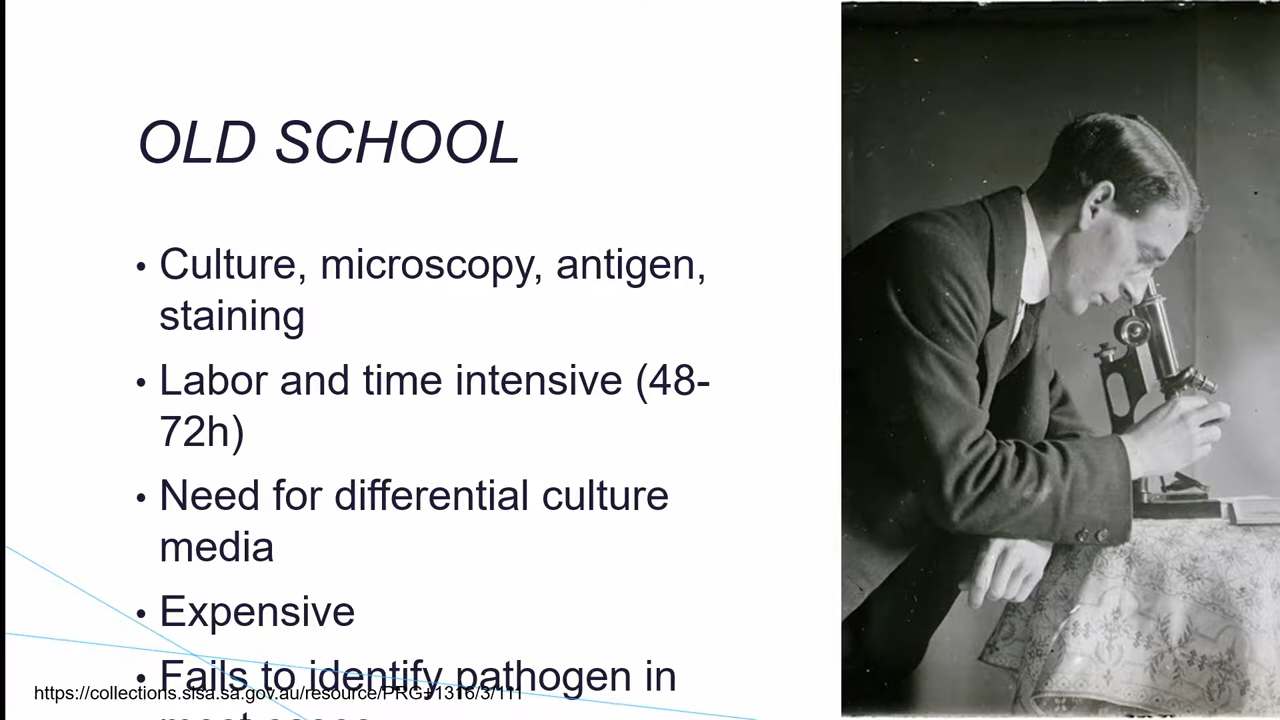 OLD SCHOOL
• Culture, microscopy, antigen,
staining
• Labor and time intensive (48-
72h)
• Need for differential culture
media
• Expensive
• Fails to identify pathogen in
most cases
https://collections.slsa.sa.gov.au/resource/PRG+1316/3/111